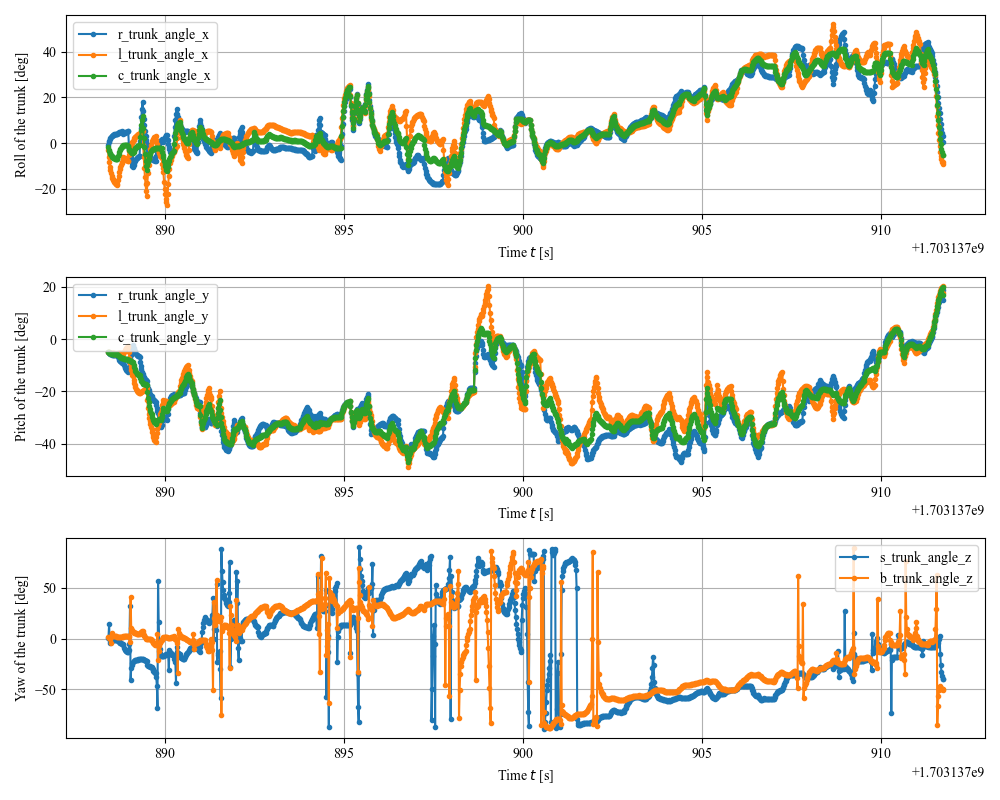 Roll of the trunk [deg]
40
20
0
−20
r_trunk_angle_x
l_trunk_angle_x
c_trunk_angle_x
890 895 900 905 910
Time t [s]
+1.703137e9
Pitch of the trunk [deg]
20
0
−20
−40
r_trunk_angle_y
l_trunk_angle_y
c_trunk_angle_y
890 895 900 905 910
Time t [s]
+1.703137e9
Yaw of the trunk [deg]
50
0
−50
s_trunk_angle_z
b_trunk_angle_z
890 895 900 905 910
Time t [s]
+1.703137e9